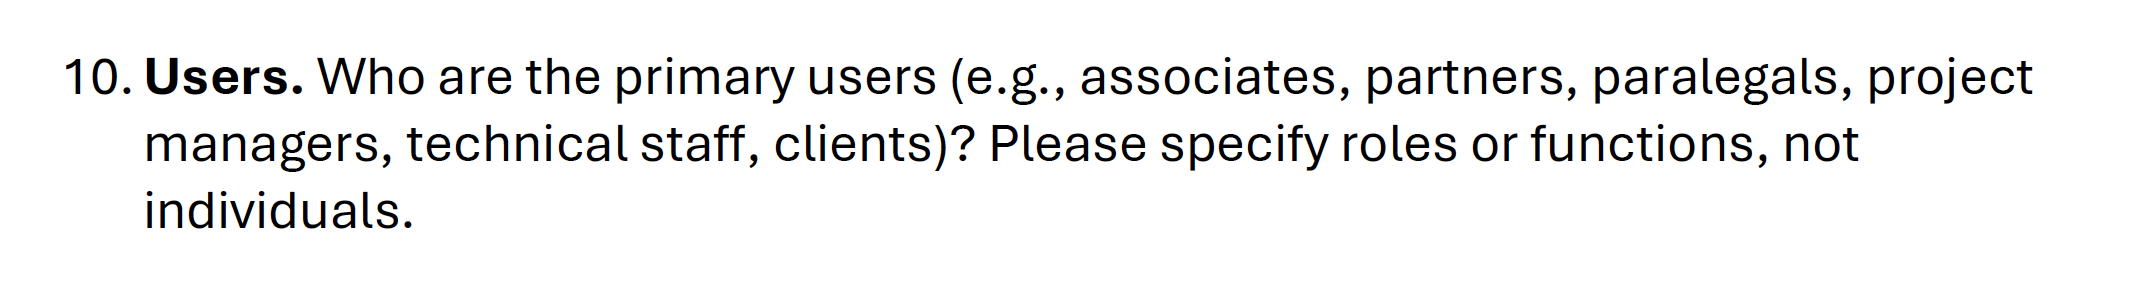 10. Users. Who are the primary users (e.g., associates, partners, paralegals, project
managers, technical staff, clients)? Please specify roles or functions, not
individuals.